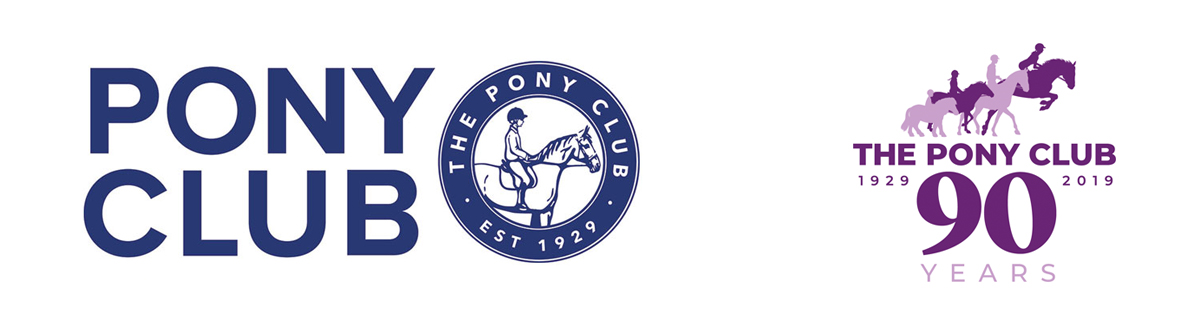 PONY
CLUB
THE PONY CLUB
· EST 1929 ·
THE PONY CLUB
1929 2019
90
YEARS